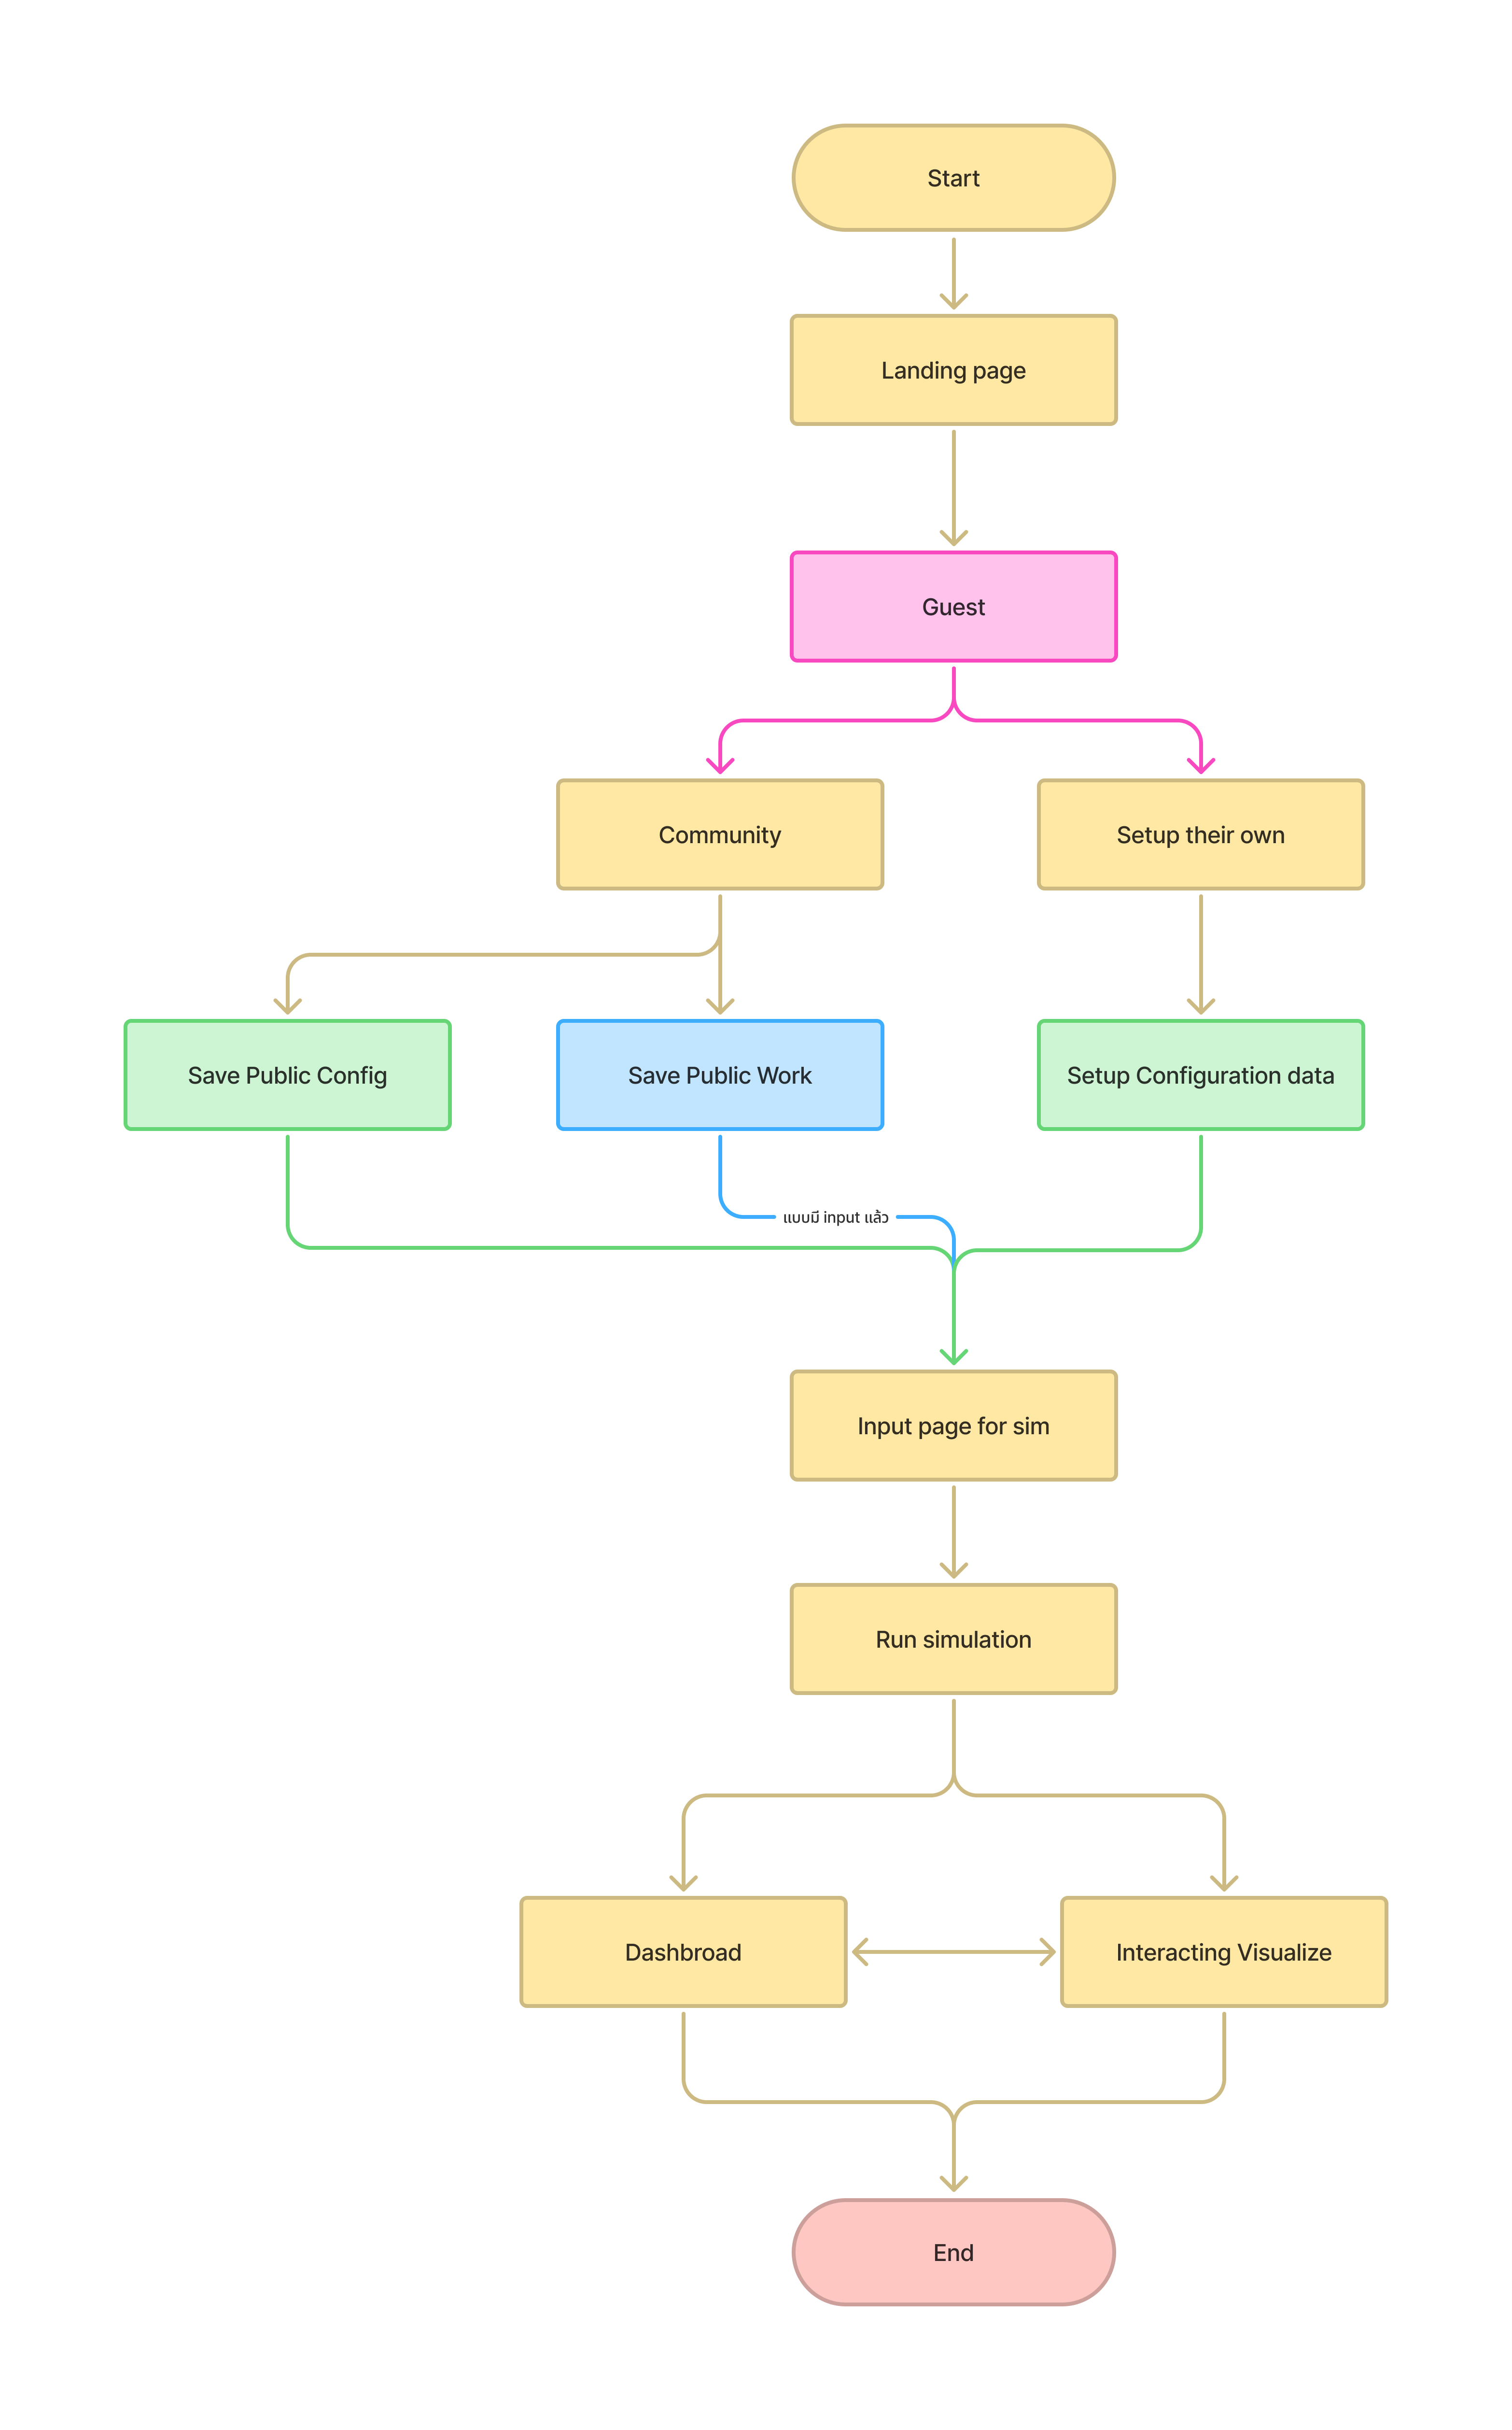 Start
Landing page
Guest
Community
Setup their own
Save Public Config
Save Public Work
Setup Configuration data
แบบมี input แล้ว
Input page for sim
Run simulation
Dashbroad
Interacting Visualize
End